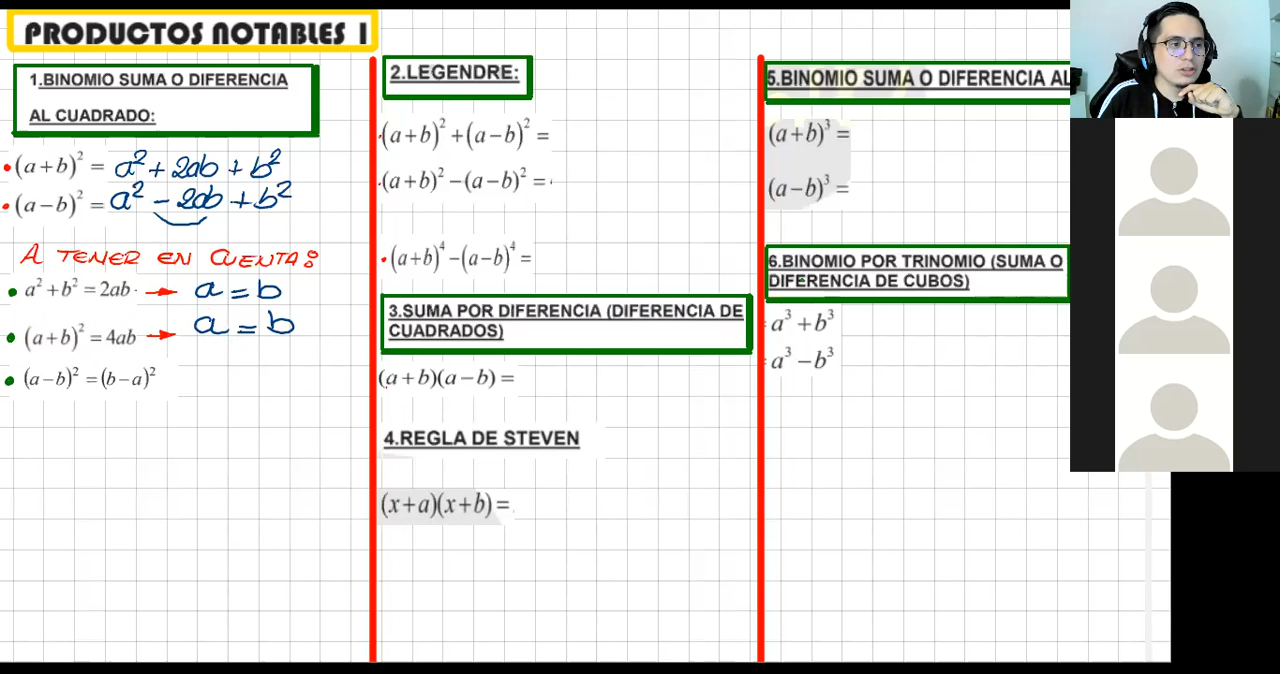 PRODUCTOS NOTABLES I
1.BINOMIO SUMA O DIFERENCIA
AL CUADRADO:
(a+b)² = a² + 2ab + b²
(a−b)² = a² − 2ab + b²
A TENER EN CUENTA:
a² + b² = 2ab → a = b
(a+b)² = 4ab → a = b
(a−b)² = (b−a)²
2.LEGENDRE:
(a+b)² + (a−b)² =
(a+b)² − (a−b)² =
(a+b)⁴ − (a−b)⁴ =
3.SUMA POR DIFERENCIA (DIFERENCIA DE
CUADRADOS)
(a+b)(a−b) =
4.REGLA DE STEVEN
(x+a)(x+b) =
5.BINOMIO SUMA O DIFERENCIA AL
(a+b)³ =
(a−b)³ =
6.BINOMIO POR TRINOMIO (SUMA O
DIFERENCIA DE CUBOS)
= a³ + b³
= a³ − b³